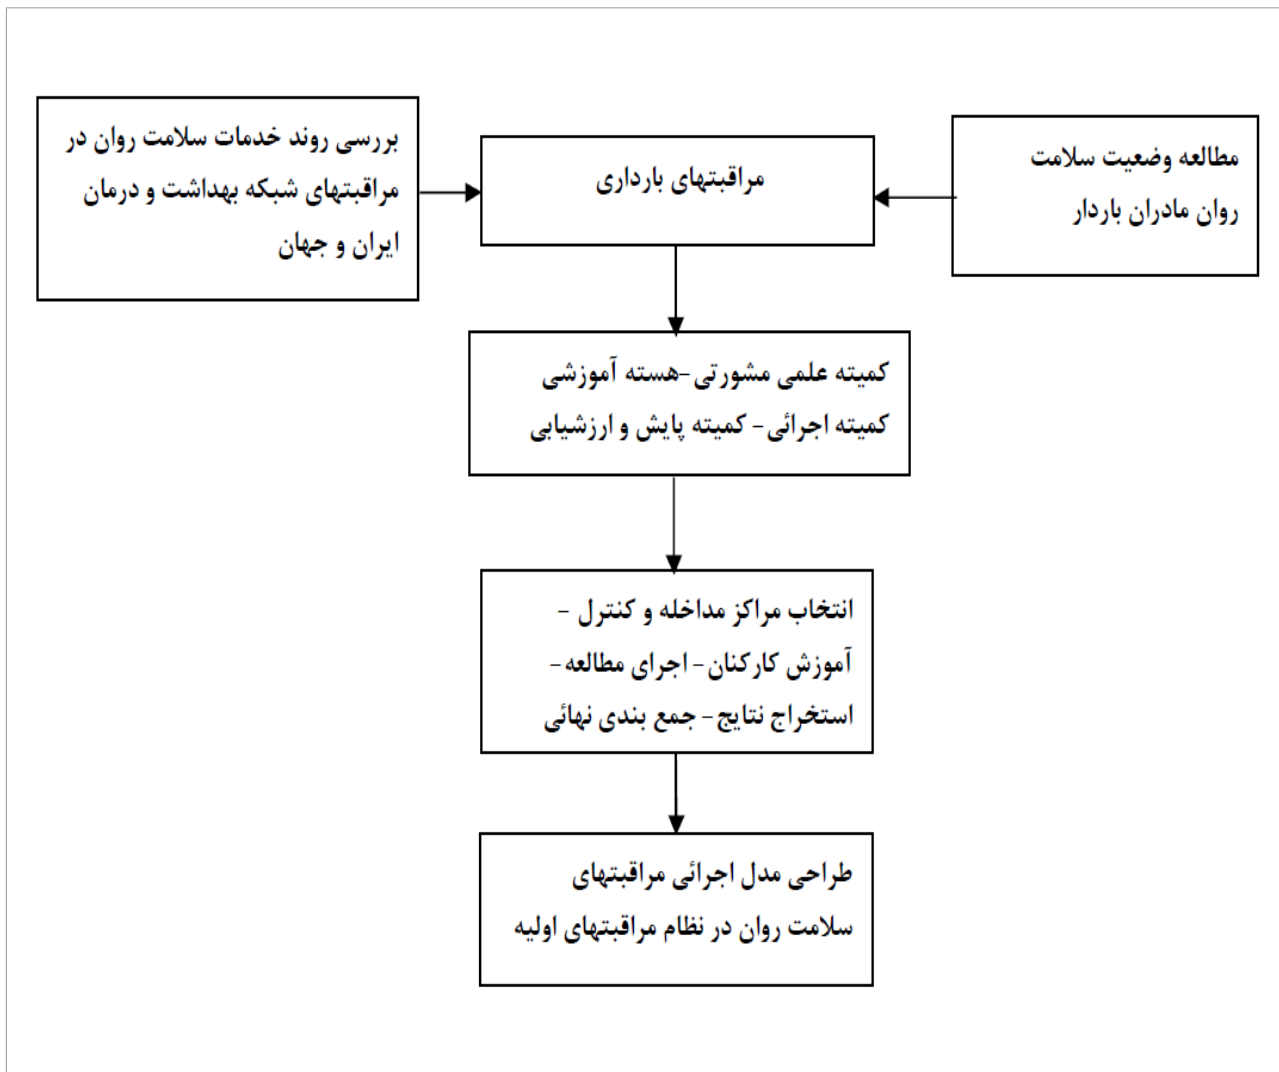 بررسی روند خدمات سلامت روان در
مراقبتهای شبکه بهداشت و درمان
ایران و جهان
مراقبتهای بارداری
مطالعه وضعیت سلامت
روان مادران باردار
کمیته علمی مشورتی-هسته آموزشی
کمیته اجرائی- کمیته پایش و ارزشیابی
انتخاب مراکز مداخله و کنترل -
آموزش کارکنان- اجرای مطالعه-
استخراج نتایج- جمع بندی نهائی
طراحی مدل اجرائی مراقبتهای
سلامت روان در نظام مراقبتهای اولیه